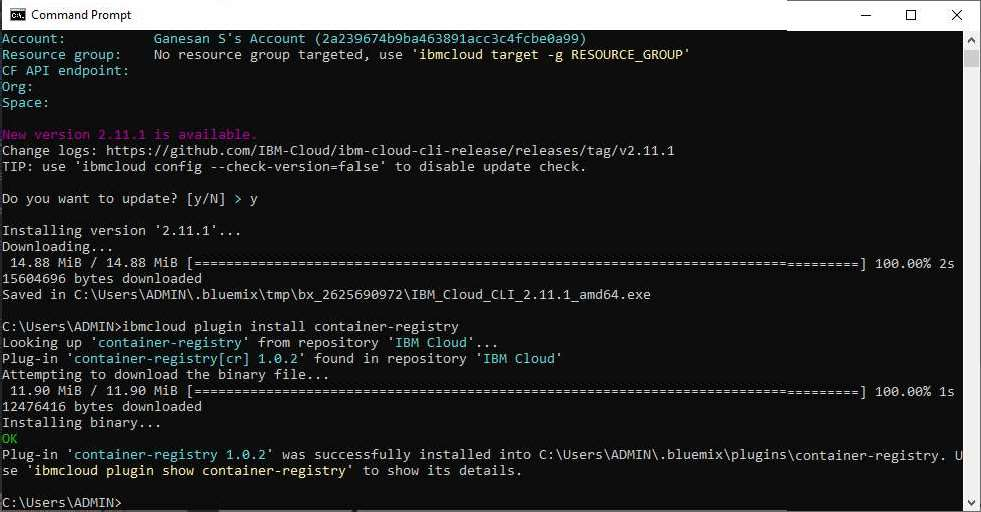 Command Prompt
Account: Ganesan S's Account (2a239674b9ba463891acc3c4fcbe0a99)
Resource group: No resource group targeted, use 'ibmcloud target -g RESOURCE_GROUP'
CF API endpoint:
Org:
Space:
New version 2.11.1 is available.
Change logs: https://github.com/IBM-Cloud/ibm-cloud-cli-release/releases/tag/v2.11.1
TIP: use 'ibmcloud config --check-version=false' to disable update check.
Do you want to update? [y/N] > y
Installing version '2.11.1'...
Downloading...
14.88 MiB / 14.88 MiB [===================================================================================] 100.00% 2s
15604696 bytes downloaded
Saved in C:\Users\ADMIN\.bluemix\tmp\bx_2625690972\IBM_Cloud_CLI_2.11.1_amd64.exe
C:\Users\ADMIN>ibmcloud plugin install container-registry
Looking up 'container-registry' from repository 'IBM Cloud'...
Plug-in 'container-registry[cr] 1.0.2' found in repository 'IBM Cloud'
Attempting to download the binary file...
11.90 MiB / 11.90 MiB [===================================================================================] 100.00% 1s
12476416 bytes downloaded
Installing binary...
OK
Plug-in 'container-registry 1.0.2' was successfully installed into C:\Users\ADMIN\.bluemix\plugins\container-registry. U
se 'ibmcloud plugin show container-registry' to show its details.
C:\Users\ADMIN>